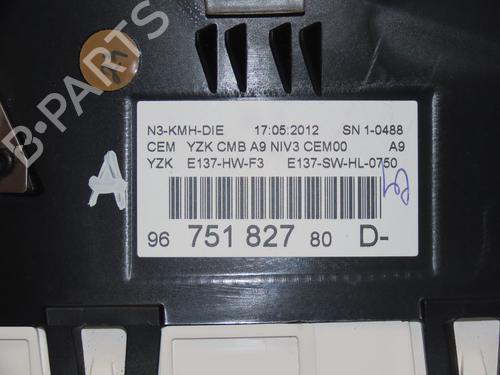 B-PARTS
N3-KMH-DIE 17:05:2012 SN 1-0488
CEM YZK CMB A9 NIV3 CEM00 A9
YZK E137-HW-F3 E137-SW-HL-0750
96 751 827 80 D-
A